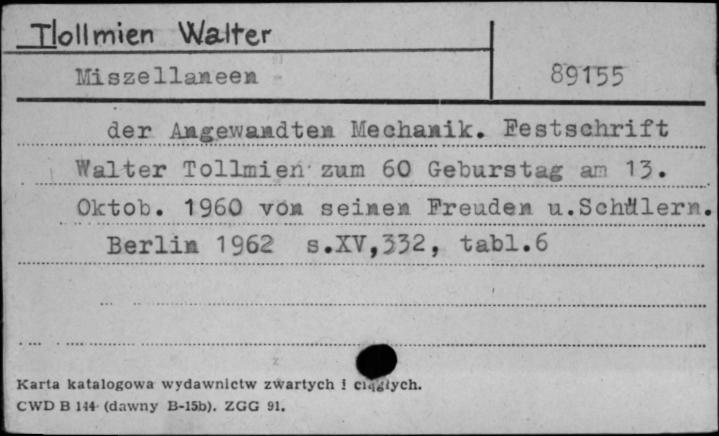 Tollmien Walter
Miszellaneen
89155
der Angewandten Mechanik. Festschrift
Walter Tollmien zum 60 Geburstag am 13.
Oktob. 1960 von seinen Freuden u.Schülern.
Berlin 1962 s.XV,332, tabl.6
Karta katalogowa wydawnictw zwartych i ciągłych.
CWD B 144 (dawny B-15b). ZGG 91.